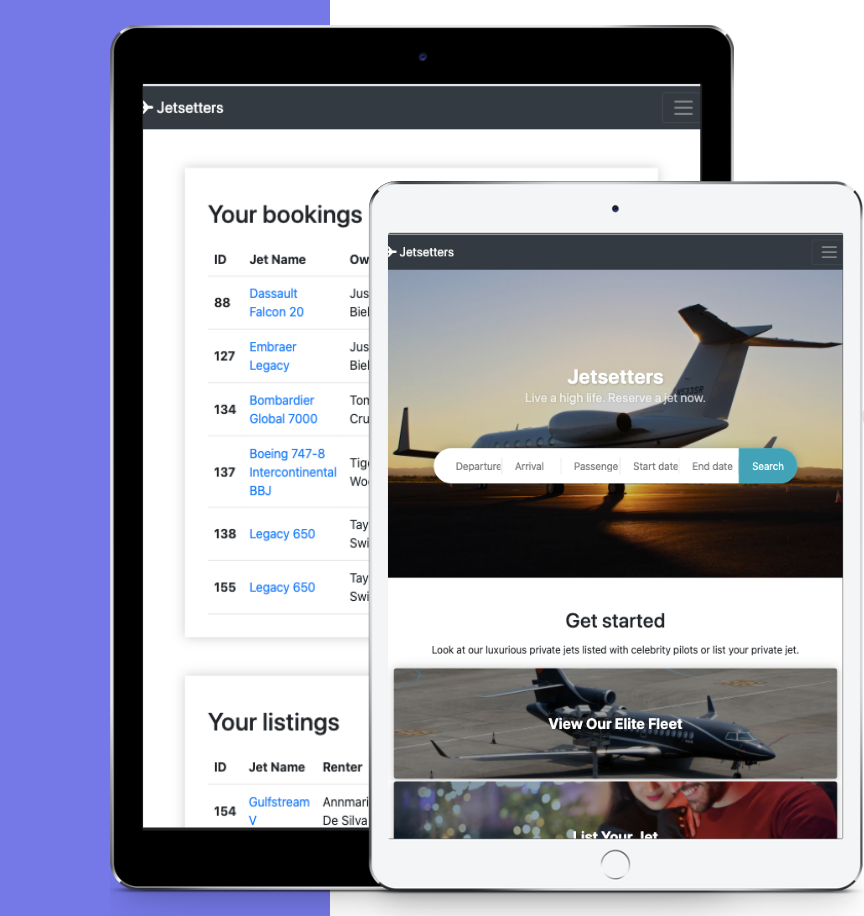 Jetsetters
Your bookings
ID Jet Name Ow
88 Dassault Jus
Falcon 20 Biel
127 Embraer Jus
Legacy Biel
134 Bombardier Tom
Global 7000 Cru
Boeing 747-8
137 Intercontinental Tige
BBJ Woo
138 Legacy 650 Tay
Swi
155 Legacy 650 Tay
Swi
Your listings
ID Jet Name Renter
154 Gulfstream Annmari
V De Silva
Jetsetters
Jetsetters
Live a high life. Reserve a jet now.
Departure Arrival Passenge Start date End date Search
Get started
Look at our luxurious private jets listed with celebrity pilots or list your private jet.
View Our Elite Fleet
List Your Jet